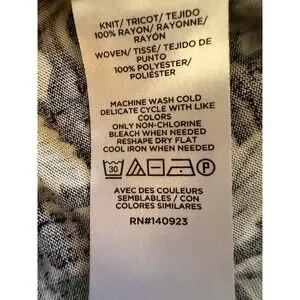 KNIT/ TRICOT/ TEJIDO
100% RAYON/ RAYONNE/
RAYÓN
WOVEN/ TISSÉ/ TEJIDO DE
PUNTO
100% POLYESTER/
POLIÉSTER
MACHINE WASH COLD
DELICATE CYCLE WITH LIKE
COLORS
ONLY NON-CHLORINE
BLEACH WHEN NEEDED
RESHAPE DRY FLAT
COOL IRON WHEN NEEDED
30 P
AVEC DES COULEURS
SEMBLABLES / CON
COLORES SIMILARES
RN#140923